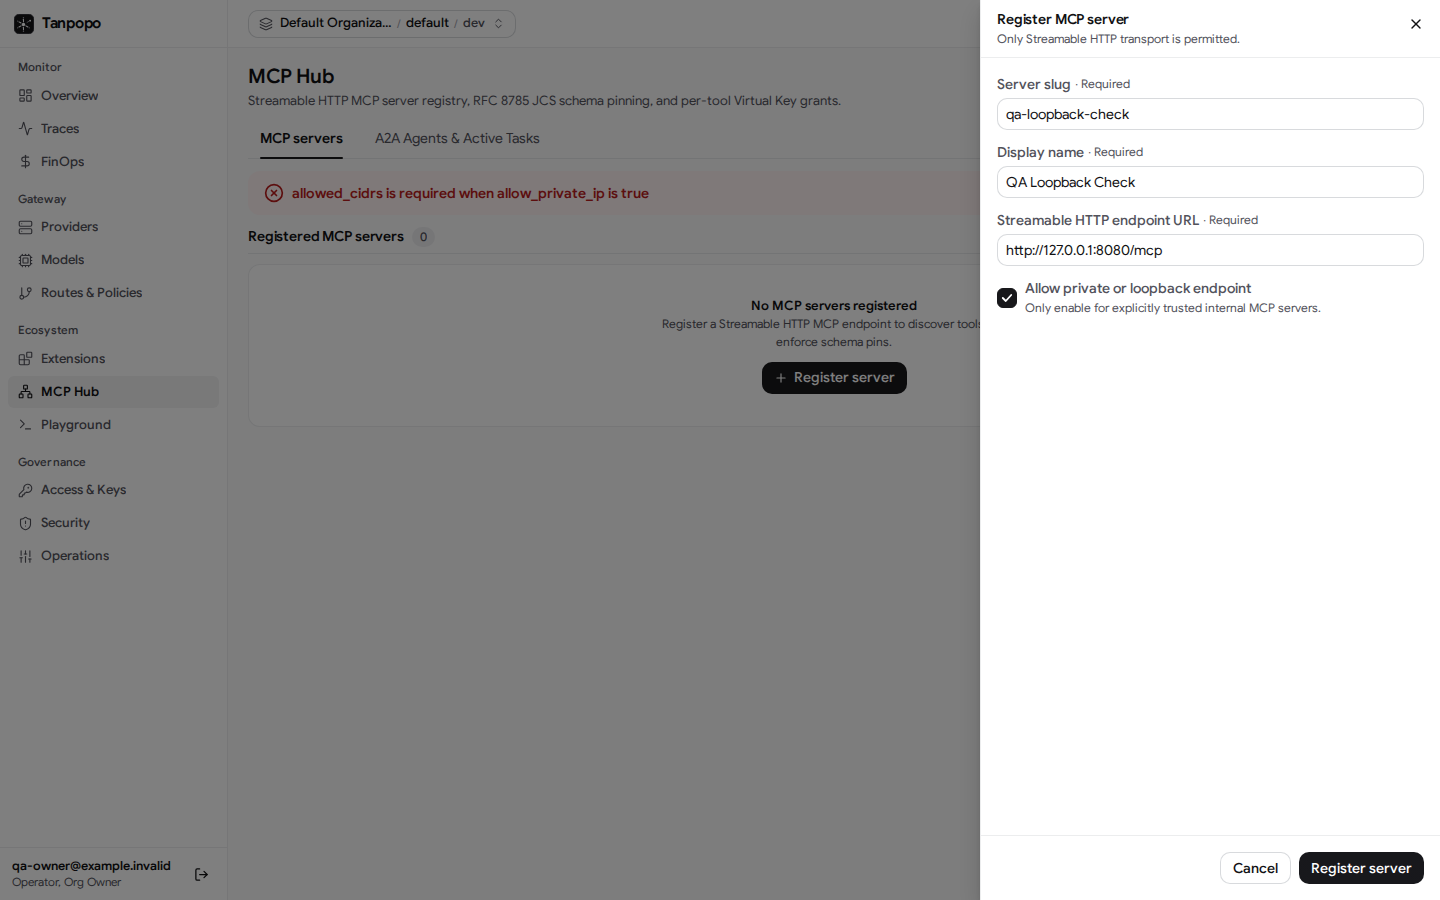 Tanpopo
Monitor
Overview
Traces
FinOps
Gateway
Providers
Models
Routes & Policies
Ecosystem
Extensions
MCP Hub
Playground
Governance
Access & Keys
Security
Operations
qa-owner@example.invalid
Operator, Org Owner
Default Organiza... / default / dev
MCP Hub
Streamable HTTP MCP server registry, RFC 8785 JCS schema pinning, and per-tool Virtual Key grants.
MCP servers
A2A Agents & Active Tasks
allowed_cidrs is required when allow_private_ip is true
Registered MCP servers 0
No MCP servers registered
Register a Streamable HTTP MCP endpoint to discover tools
enforce schema pins.
Register server
Register MCP server
Only Streamable HTTP transport is permitted.
Server slug · Required
qa-loopback-check
Display name · Required
QA Loopback Check
Streamable HTTP endpoint URL · Required
http://127.0.0.1:8080/mcp
Allow private or loopback endpoint
Only enable for explicitly trusted internal MCP servers.
Cancel
Register server